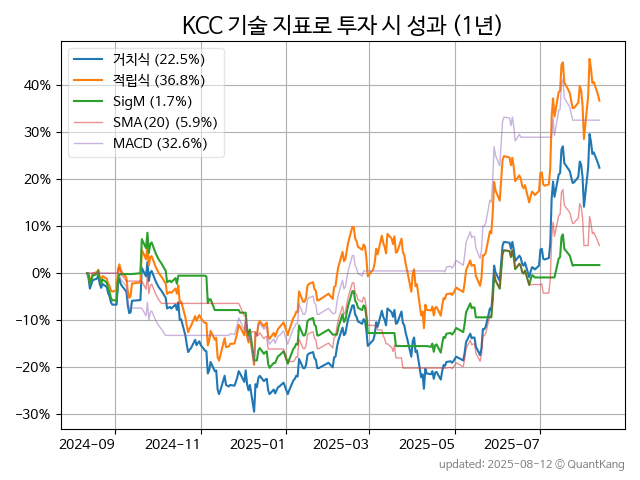 KCC 기술 지표로 투자 시 성과 (1년)
거치식 (22.5%)
적립식 (36.8%)
SigM (1.7%)
SMA(20) (5.9%)
MACD (32.6%)
40%
30%
20%
10%
0%
−10%
−20%
−30%
2024-09 2024-11 2025-01 2025-03 2025-05 2025-07
updated: 2025-08-12 © QuantKang